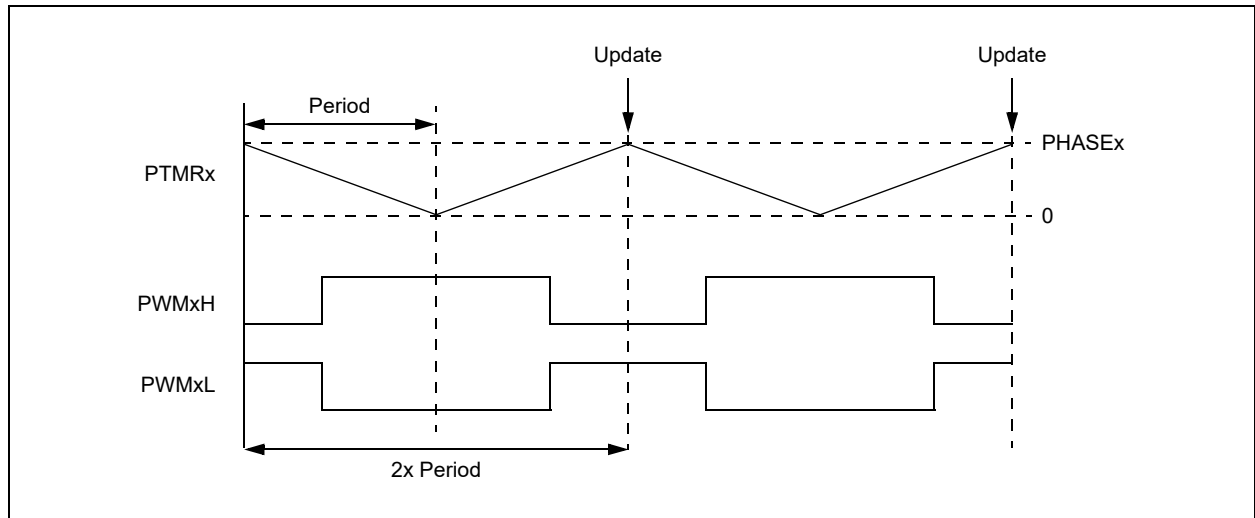 Update
Update
Period
PHASEx
PTMRx
0
PWMxH
PWMxL
2x Period